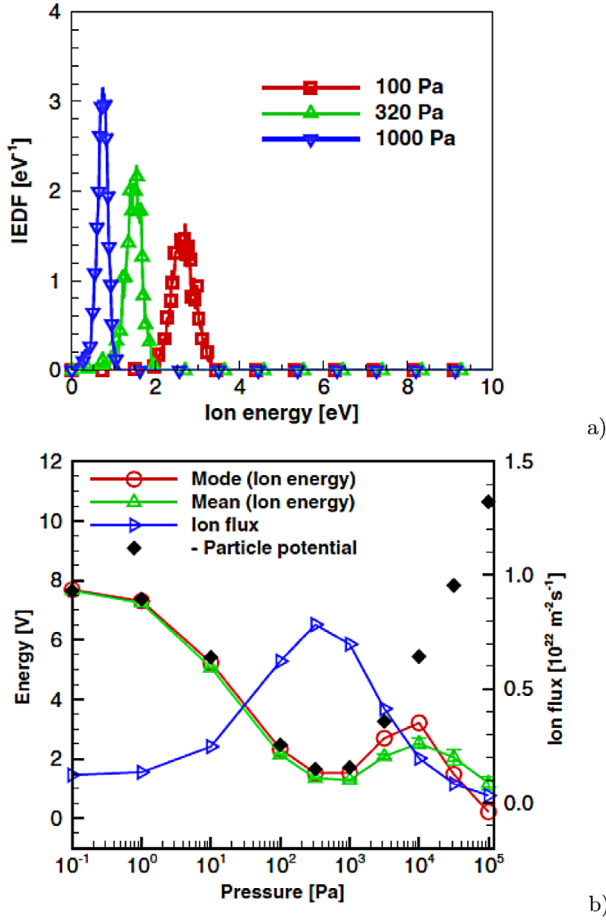 4
3
2
1
0
IEDF [eV⁻¹]
100 Pa
320 Pa
1000 Pa
0 2 4 6 8 10
Ion energy [eV]
a)
12
10
8
6
4
2
0
Energy [V]
Mode (Ion energy)
Mean (Ion energy)
Ion flux
- Particle potential
1.5
1.0
0.5
0.0
Ion flux [10²² m⁻²s⁻¹]
10⁻¹ 10⁰ 10¹ 10² 10³ 10⁴ 10⁵
Pressure [Pa]
b)